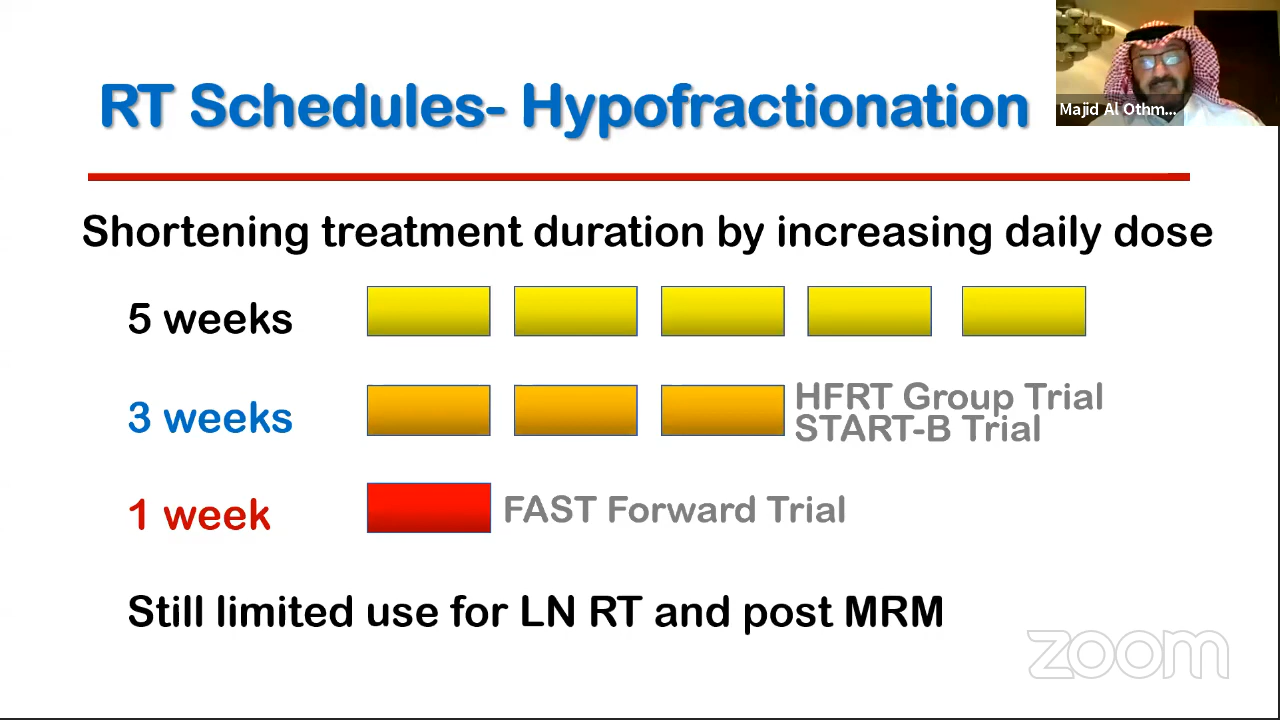 RT Schedules- Hypofractionation
Majid Al Othm...
Shortening treatment duration by increasing daily dose
5 weeks
3 weeks
HFRT Group Trial
START-B Trial
1 week
FAST Forward Trial
Still limited use for LN RT and post MRM
zoom